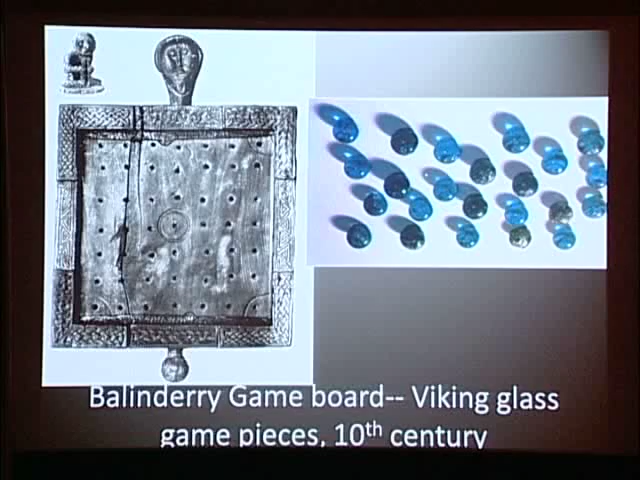 Balinderry Game board-- Viking glass
game pieces, 10th century